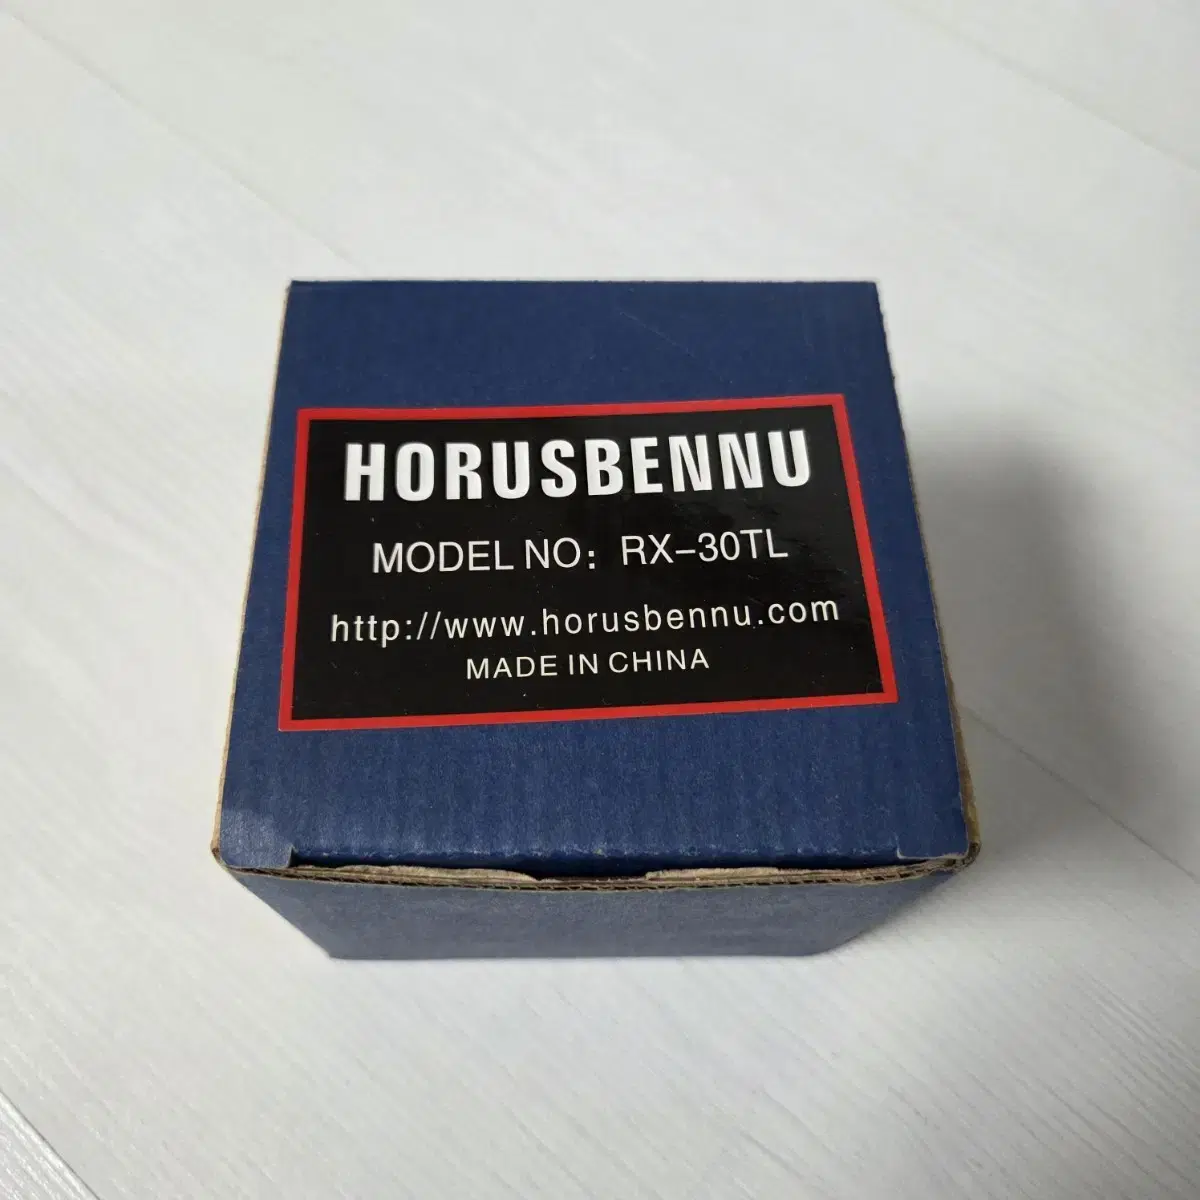 HORUSBENNU
MODEL NO: RX-30TL
http://www.horusbennu.com
MADE IN CHINA